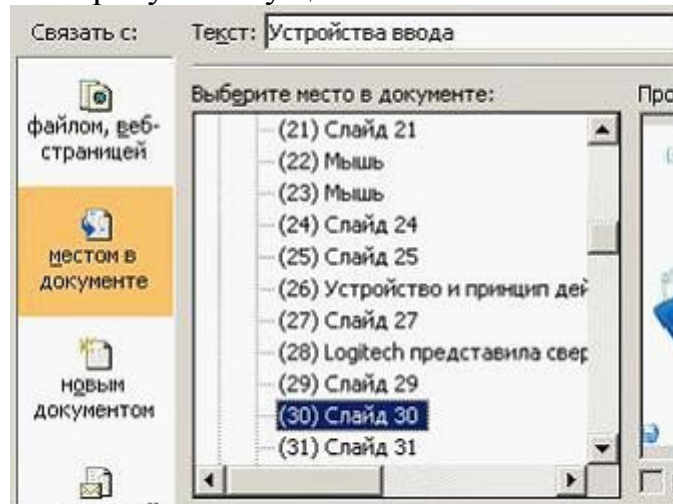 Связать с:
Текст: Устройства ввода
Выберите место в документе:
файлом, веб-
страницей
местом в
документе
новым
документом
(21) Слайд 21
(22) Мышь
(23) Мышь
(24) Слайд 24
(25) Слайд 25
(26) Устройство и принцип дей
(27) Слайд 27
(28) Logitech представила свер
(29) Слайд 29
(30) Слайд 30
(31) Слайд 31
Про